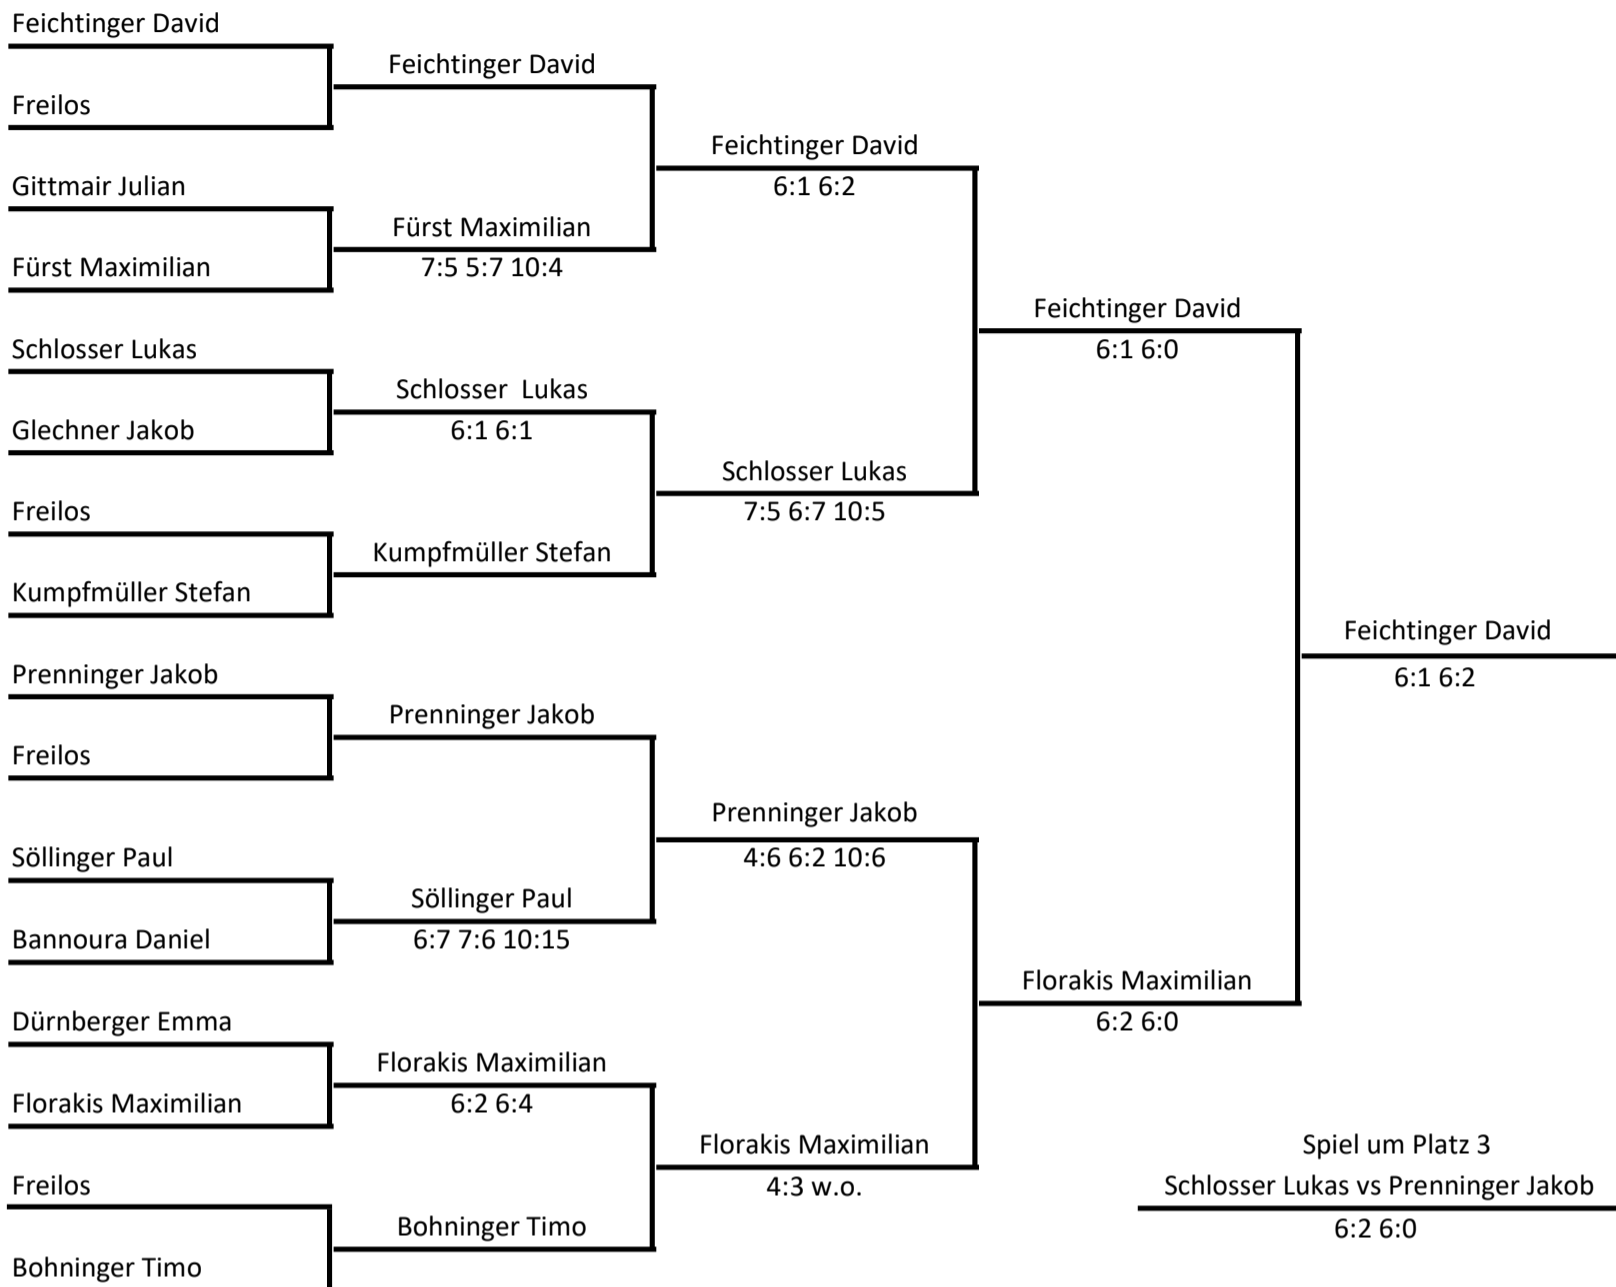 Feichtinger David
Freilos
Gittmair Julian
Fürst Maximilian
Schlosser Lukas
Glechner Jakob
Freilos
Kumpfmüller Stefan
Prenninger Jakob
Freilos
Söllinger Paul
Bannoura Daniel
Dürnberger Emma
Florakis Maximilian
Freilos
Bohninger Timo
Feichtinger David
Fürst Maximilian
7:5 5:7 10:4
Schlosser  Lukas
6:1 6:1
Kumpfmüller Stefan
Prenninger Jakob
Söllinger Paul
6:7 7:6 10:15
Florakis Maximilian
6:2 6:4
Bohninger Timo
Feichtinger David
6:1 6:2
Schlosser Lukas
7:5 6:7 10:5
Prenninger Jakob
4:6 6:2 10:6
Florakis Maximilian
4:3 w.o.
Feichtinger David
6:1 6:0
Florakis Maximilian
6:2 6:0
Feichtinger David
6:1 6:2
Spiel um Platz 3
Schlosser Lukas vs Prenninger Jakob
6:2 6:0